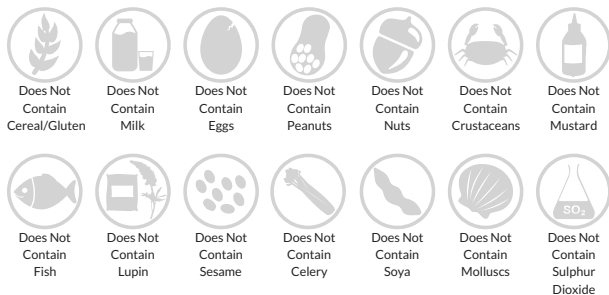 Does Not
Contain
Cereal/Gluten
Does Not
Contain
Milk
Does Not
Contain
Eggs
Does Not
Contain
Peanuts
Does Not
Contain
Nuts
Does Not
Contain
Crustaceans
Does Not
Contain
Mustard
Does Not
Contain
Fish
Does Not
Contain
Lupin
Does Not
Contain
Sesame
Does Not
Contain
Celery
Does Not
Contain
Soya
Does Not
Contain
Molluscs
SO₂
Does Not
Contain
Sulphur
Dioxide